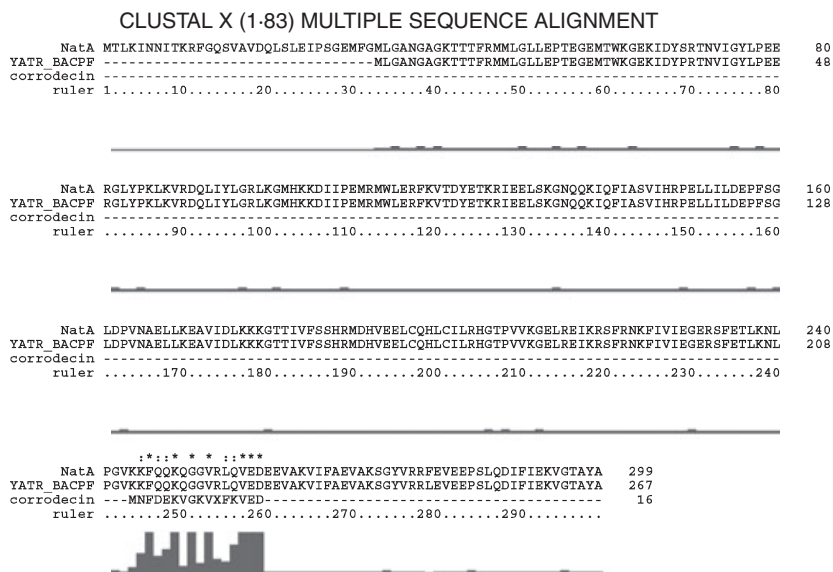 CLUSTAL X (1·83) MULTIPLE SEQUENCE ALIGNMENT
NatA MTLKINNITKRFGQSVAVDQLSLEIPSGEMFGMLGANGAGKTTTFRMMLGLLEPTEGEMTWKGEKIDYSRTNVIGYLPEE 80
YATR_BACPF --------------------------------MLGANGAGKTTTFRMMLGLLEPTEGEMTWKGEKIDYPRTNVIGYLPEE 48
corrodecin --------------------------------------------------------------------------------
ruler 1.......10........20........30........40........50........60........70........80
NatA RGLYPKLKVRDQLIYLGRLKGMHKKDIIPEMRMWLERFKVTDYETKRIEELSKGNQQKIQFIASVIHRPELLILDEPFSG 160
YATR_BACPF RGLYPKLKVRDQLIYLGRLKGMHKKDIIPEMRMWLERFKVTDYETKRIEELSKGNQQKIQFIASVIHRPELLILDEPFSG 128
corrodecin --------------------------------------------------------------------------------
ruler ........90.......100.......110.......120.......130.......140.......150.......160
NatA LDPVNAELLKEAVIDLKKKGTTIVFSSHRMDHVEELCQHLCILRHGTPVVKGELREIKRSFRNKFIVIEGERSFETLKNL 240
YATR_BACPF LDPVNAELLKEAVIDLKKKGTTIVFSSHRMDHVEELCQHLCILRHGTPVVKGELREIKRSFRNKFIVIEGERSFETLKNL 208
corrodecin --------------------------------------------------------------------------------
ruler .......170.......180.......190.......200.......210.......220.......230.......240
:*::* * * ::***
NatA PGVKKFQQKQGGVRLQVEDEEVAKVIFAEVAKSGYVRRFEVEEPSLQDIFIEKVGTAYA 299
YATR_BACPF PGVKKFQQKQGGVRLQVEDEEVAKVIFAEVAKSGYVRRLEVEEPSLQDIFIEKVGTAYA 267
corrodecin ---MNFDEKVGKVXFKVED---------------------------------------- 16
ruler .......250.......260.......270.......280.......290.........